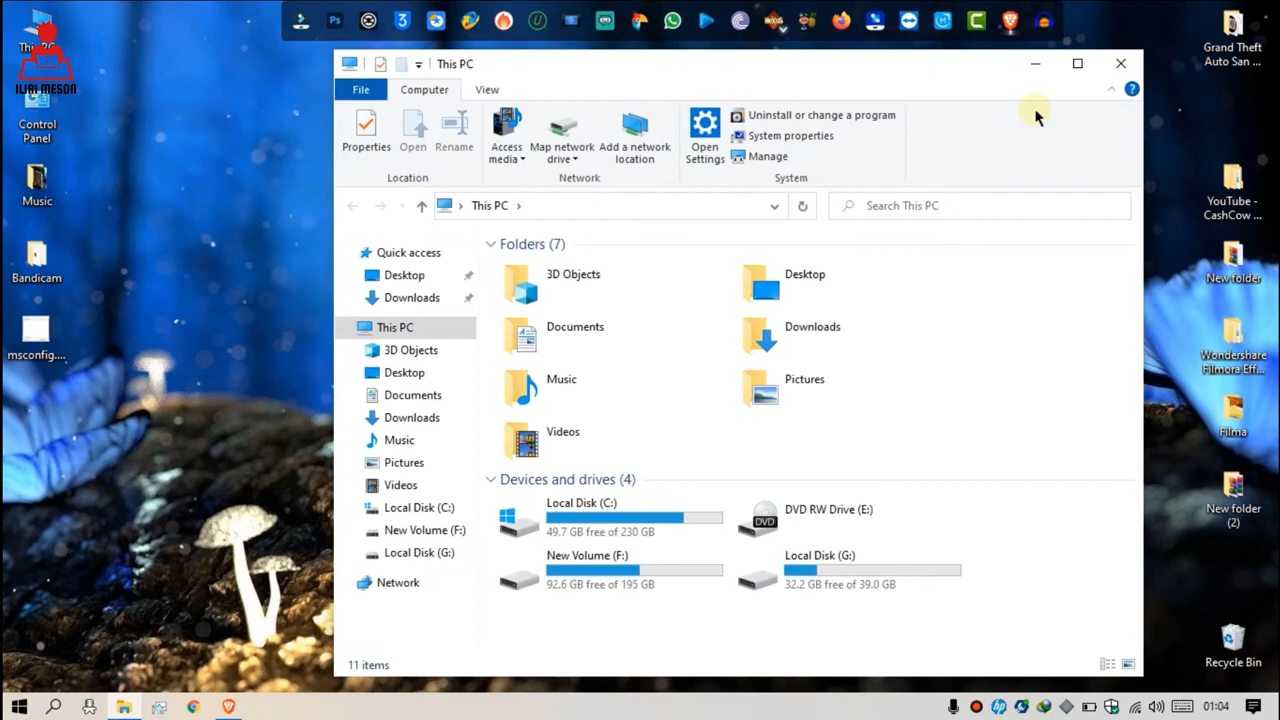 This PC
ILIRI MESON
Control
Panel
Music
Bandicam
msconfig....
This PC
File
Computer
View
Properties
Open
Rename
Location
Access
media
Map network
drive
Add a network
location
Network
Open
Settings
Uninstall or change a program
System properties
Manage
System
This PC
Search This PC
Quick access
Desktop
Downloads
This PC
3D Objects
Desktop
Documents
Downloads
Music
Pictures
Videos
Local Disk (C:)
New Volume (F:)
Local Disk (G:)
Network
Folders (7)
3D Objects
Desktop
Documents
Downloads
Music
Pictures
Videos
Devices and drives (4)
Local Disk (C:)
49.7 GB free of 230 GB
DVD RW Drive (E:)
DVD
New Volume (F:)
92.6 GB free of 195 GB
Local Disk (G:)
32.2 GB free of 39.0 GB
11 items
Grand Theft
Auto San ...
YouTube -
CashCow ...
New folder
Wondershare
Filmora Eff...
Filma
New folder
(2)
Recycle Bin
01:04